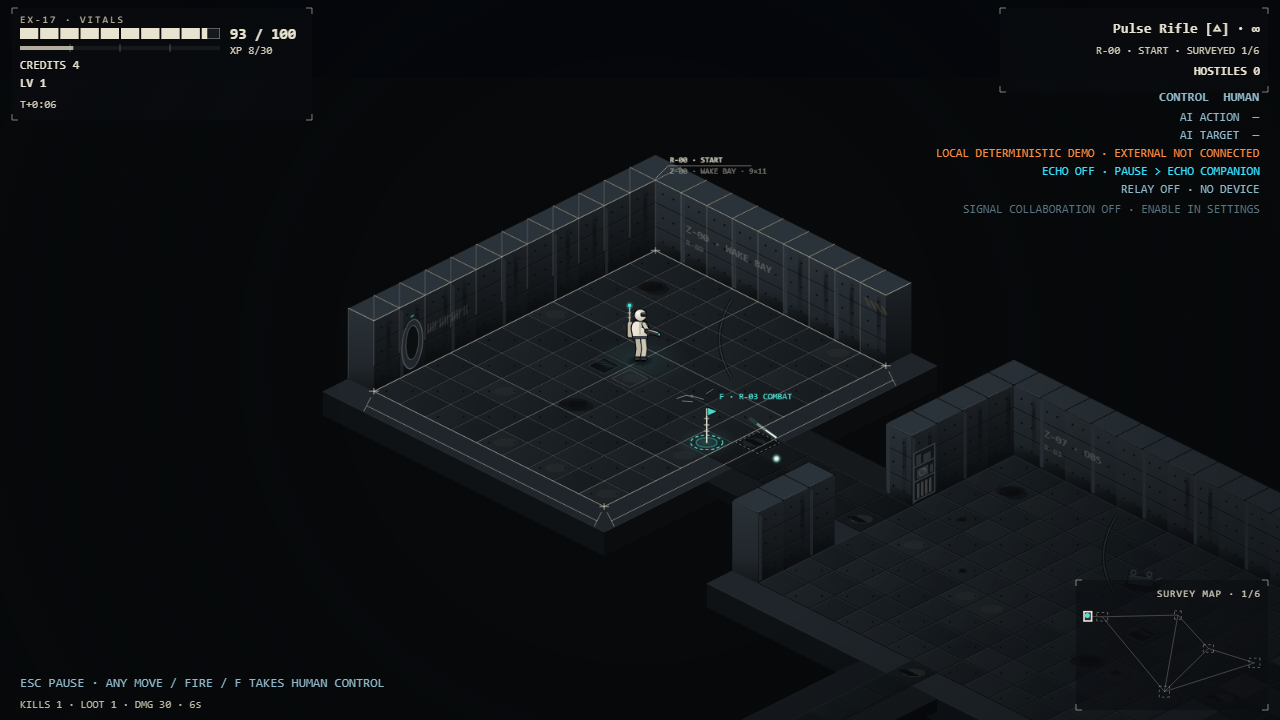 EX-17 · VITALS
93 / 100
XP 8/30
CREDITS 4
LV 1
T+0:06
Pulse Rifle [▲] · ∞
R-00 · START · SURVEYED 1/6
HOSTILES 0
CONTROL HUMAN
AI ACTION —
AI TARGET —
LOCAL DETERMINISTIC DEMO · EXTERNAL NOT CONNECTED
ECHO OFF · PAUSE > ECHO COMPANION
RELAY OFF · NO DEVICE
SIGNAL COLLABORATION OFF · ENABLE IN SETTINGS
R-00 · START
Z-00 · WAKE BAY · 9×11
Z-00 · WAKE BAY
R-00
F · R-03 COMBAT
Z-07 · OBS
SURVEY MAP · 1/6
ESC PAUSE · ANY MOVE / FIRE / F TAKES HUMAN CONTROL
KILLS 1 · LOOT 1 · DMG 30 · 6s